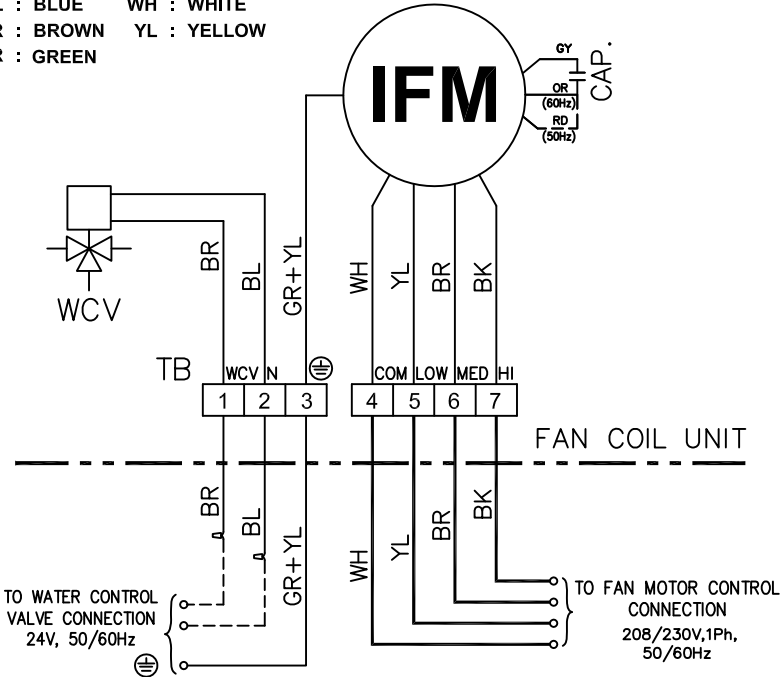 : BLUE WH : WHITE
: BROWN YL : YELLOW
: GREEN
IFM
GY
OR
(60Hz)
RD
(50Hz)
CAP.
WCV
BR
BL
GR+YL
WH
YL
BR
BK
TB
WCV N
COM LOW MED HI
1 2 3 4 5 6 7
FAN COIL UNIT
BR
BL
GR+YL
WH
YL
BR
BK
TO WATER CONTROL
VALVE CONNECTION
24V, 50/60Hz
TO FAN MOTOR CONTROL
CONNECTION
208/230V,1Ph,
50/60Hz